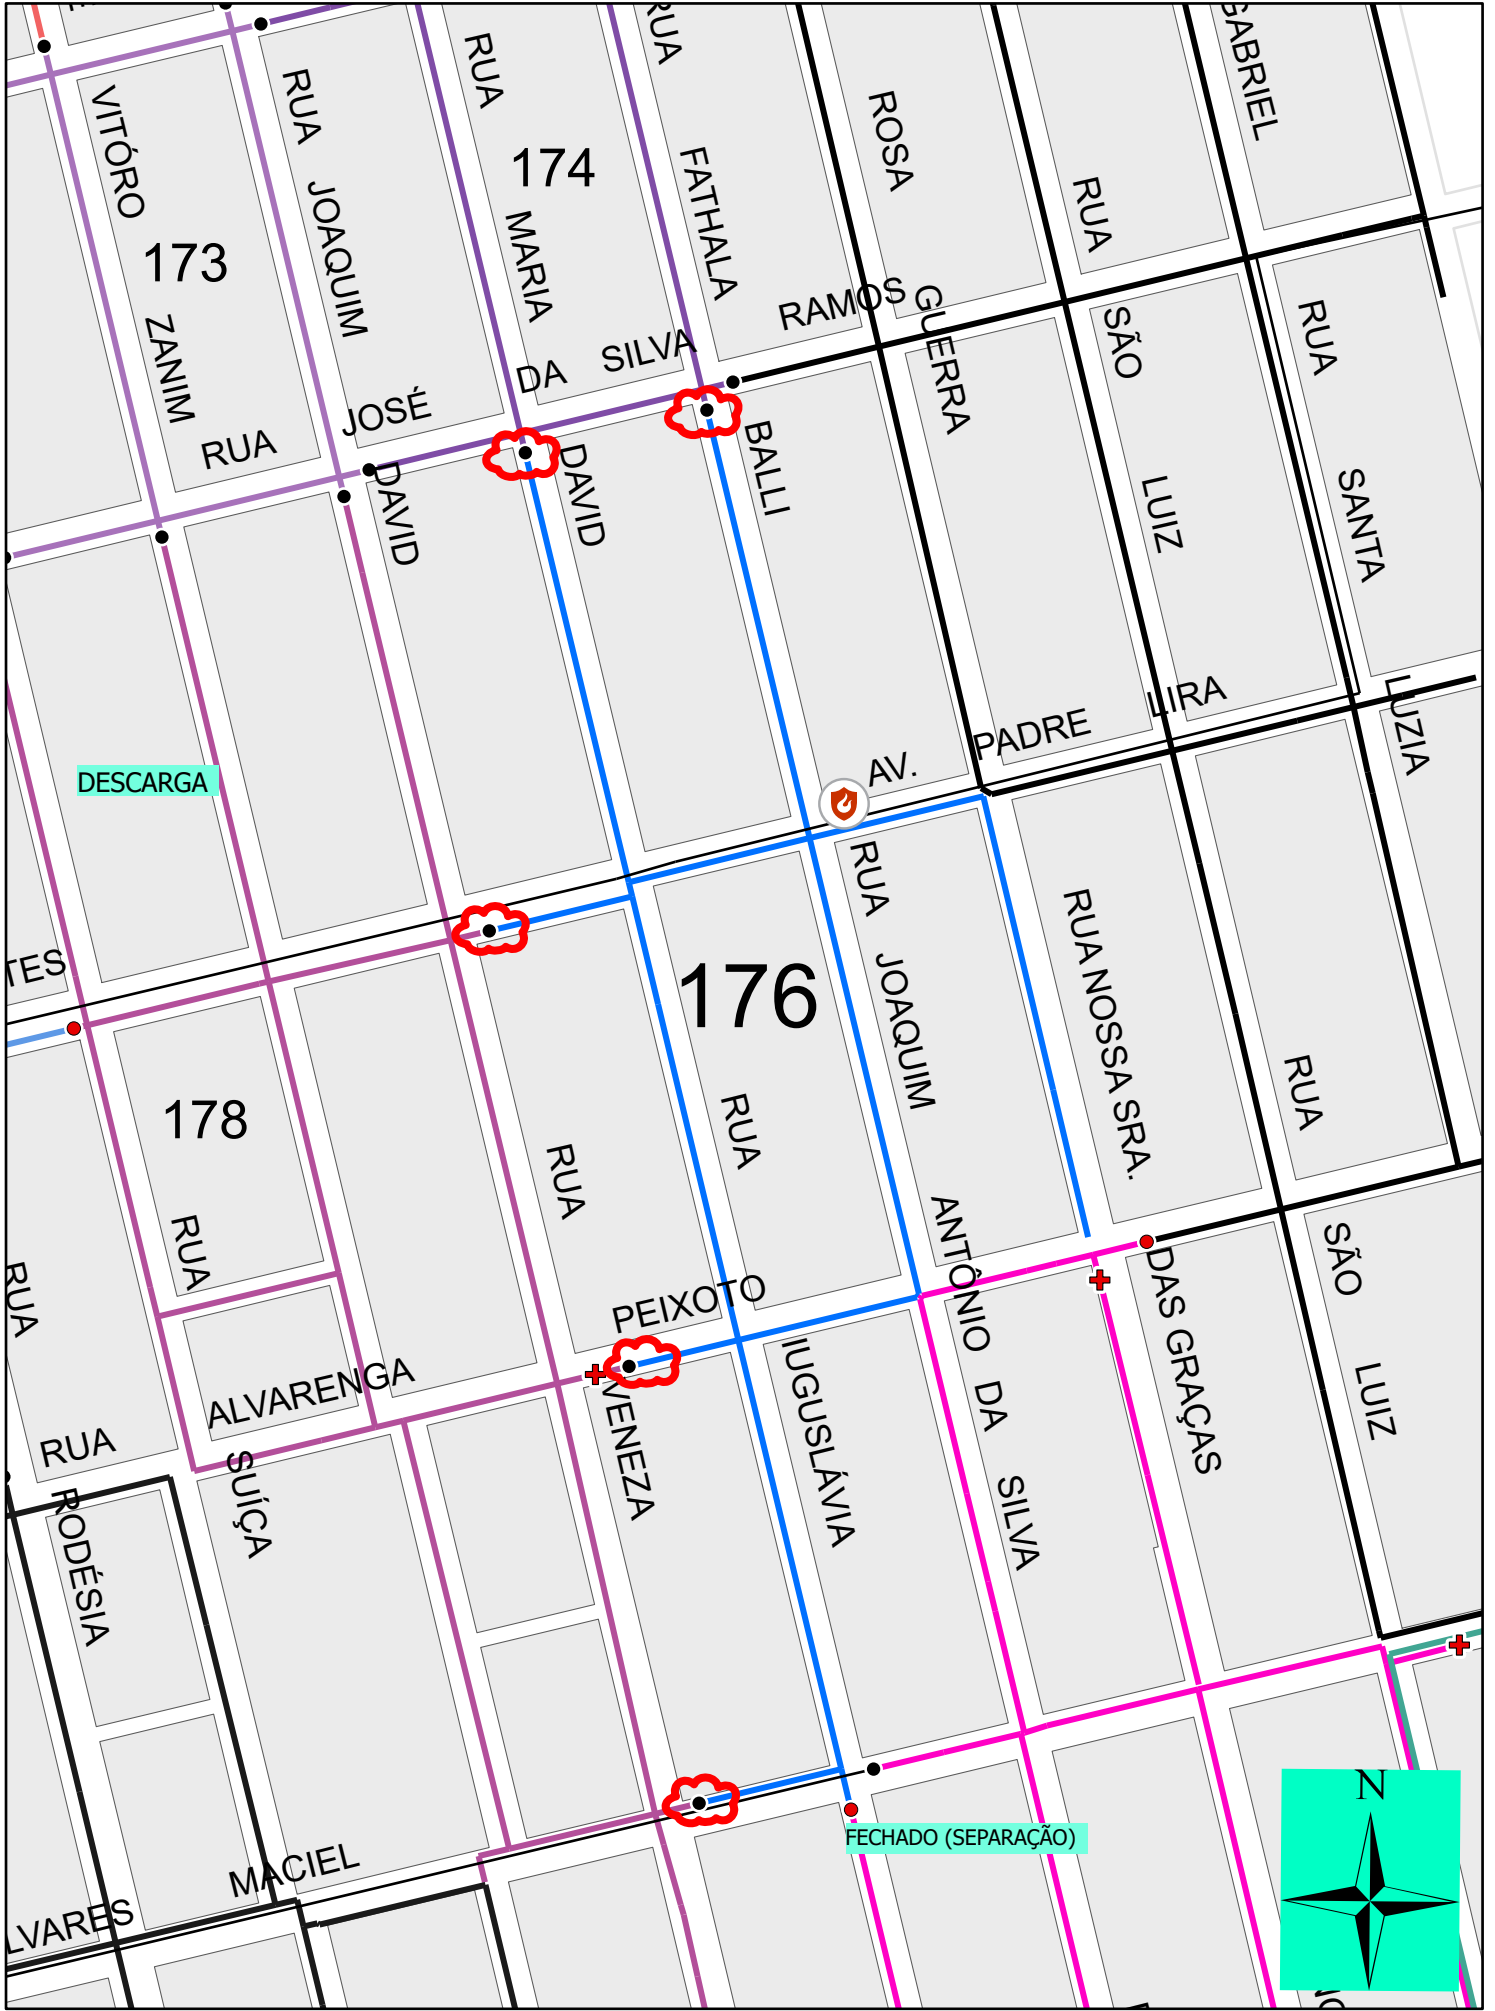 RUA
VITÓRO
ZANIM
RUA
JOAQUIM
DAVID
RUA
MARIA
DAVID
RUA
FATHALA
BALLI
ROSA
GUERRA
RUA
SÃO
LUIZ
GABRIEL
RUA
SANTA
LUZIA
174
173
RUA
JOSÉ
DA
SILVA
RAMOS
DESCARGA
AV.
PADRE
LIRA
TES
176
178
RUA
JOAQUIM
ANTÔNIO
DA
SILVA
RUA NOSSA SRA.
DAS GRAÇAS
RUA
SÃO
LUIZ
RUA
IUGUSLÁVIA
RUA
VENEZA
RUA
SUÍÇA
RUA
RODÉSIA
RUA
ALVARENGA
PEIXOTO
FECHADO (SEPARAÇÃO)
LVARES
MACIEL
N